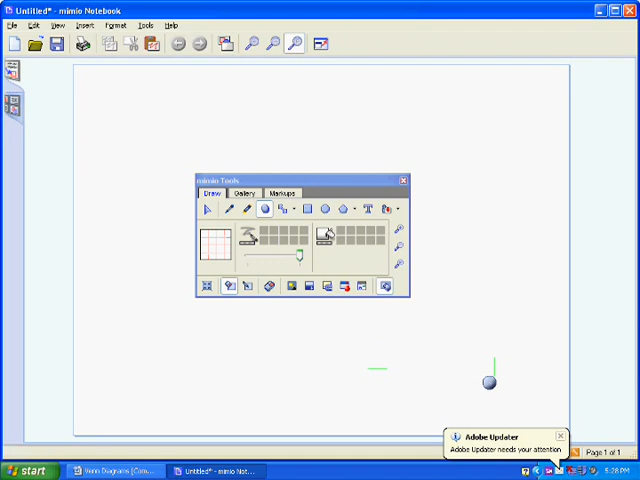 Untitled* - mimio Notebook
File Edit View Insert Format Tools Help
mimio Tools
Draw Gallery Markups
T
Adobe Updater
Adobe Updater needs your attention
Page 1 of 1
start
Venn Diagrams [Com...
Untitled* - mimio Not...
5:28 PM